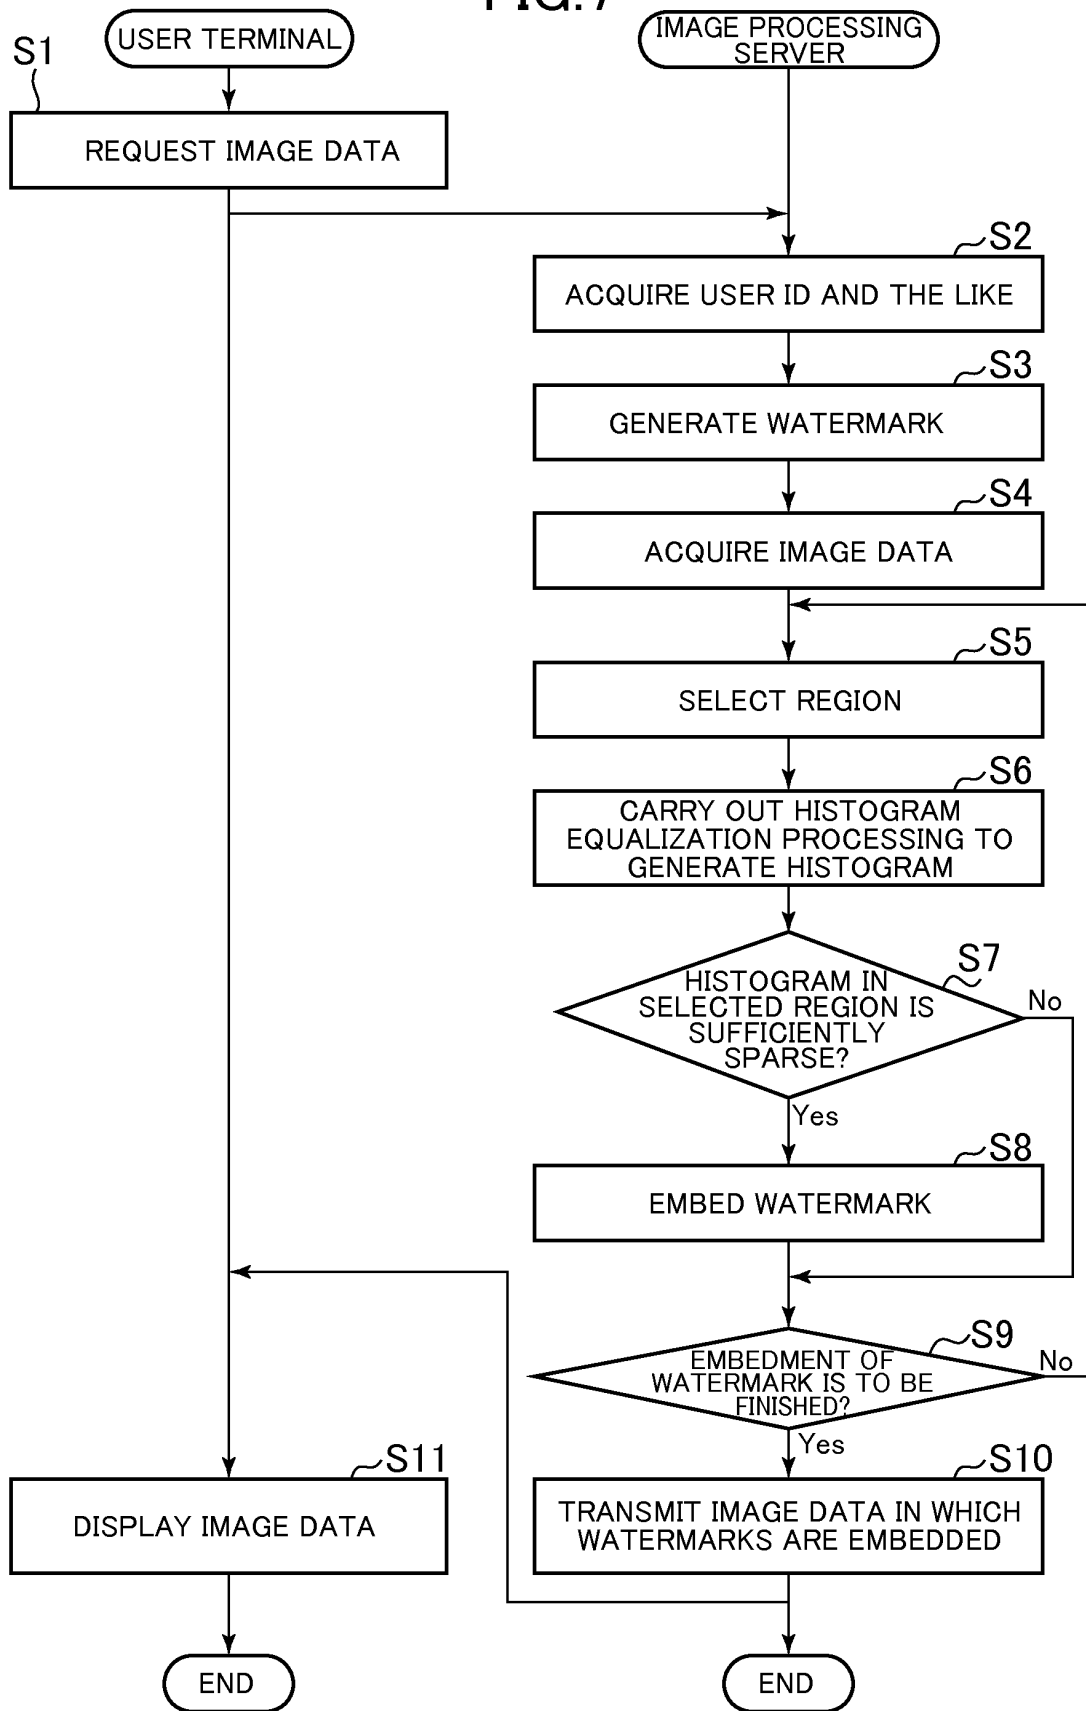 FIG.7
USER TERMINAL
IMAGE PROCESSING
SERVER
S1
REQUEST IMAGE DATA
S2
ACQUIRE USER ID AND THE LIKE
S3
GENERATE WATERMARK
S4
ACQUIRE IMAGE DATA
S5
SELECT REGION
S6
CARRY OUT HISTOGRAM
EQUALIZATION PROCESSING TO
GENERATE HISTOGRAM
S7
HISTOGRAM IN
SELECTED REGION IS
SUFFICIENTLY
SPARSE?
No
Yes
S8
EMBED WATERMARK
S9
EMBEDMENT OF
WATERMARK IS TO BE
FINISHED?
No
Yes
S10
TRANSMIT IMAGE DATA IN WHICH
WATERMARKS ARE EMBEDDED
S11
DISPLAY IMAGE DATA
END
END